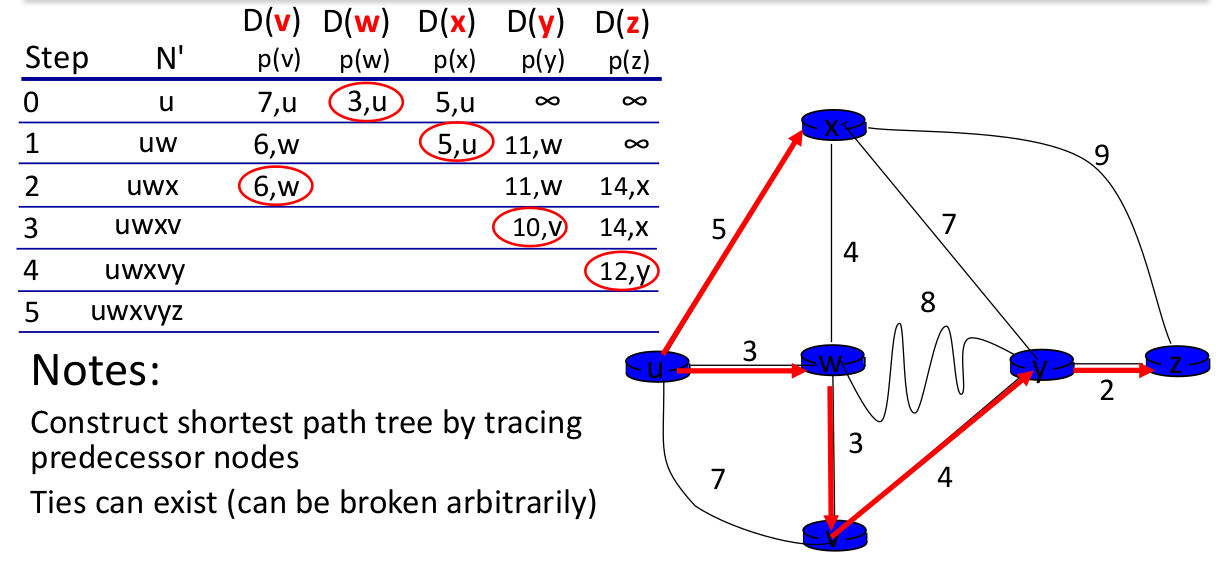 D(v) D(w) D(x) D(y) D(z)
Step N' p(v) p(w) p(x) p(y) p(z)
0 u 7,u 3,u 5,u ∞ ∞
1 uw 6,w 5,u 11,w ∞
2 uwx 6,w 11,w 14,x
3 uwxv 10,v 14,x
4 uwxvy 12,y
5 uwxvyz
Notes:
Construct shortest path tree by tracing
predecessor nodes
Ties can exist (can be broken arbitrarily)
x
9
5
7
4
8
3
u
w
y
z
2
3
7
4
v